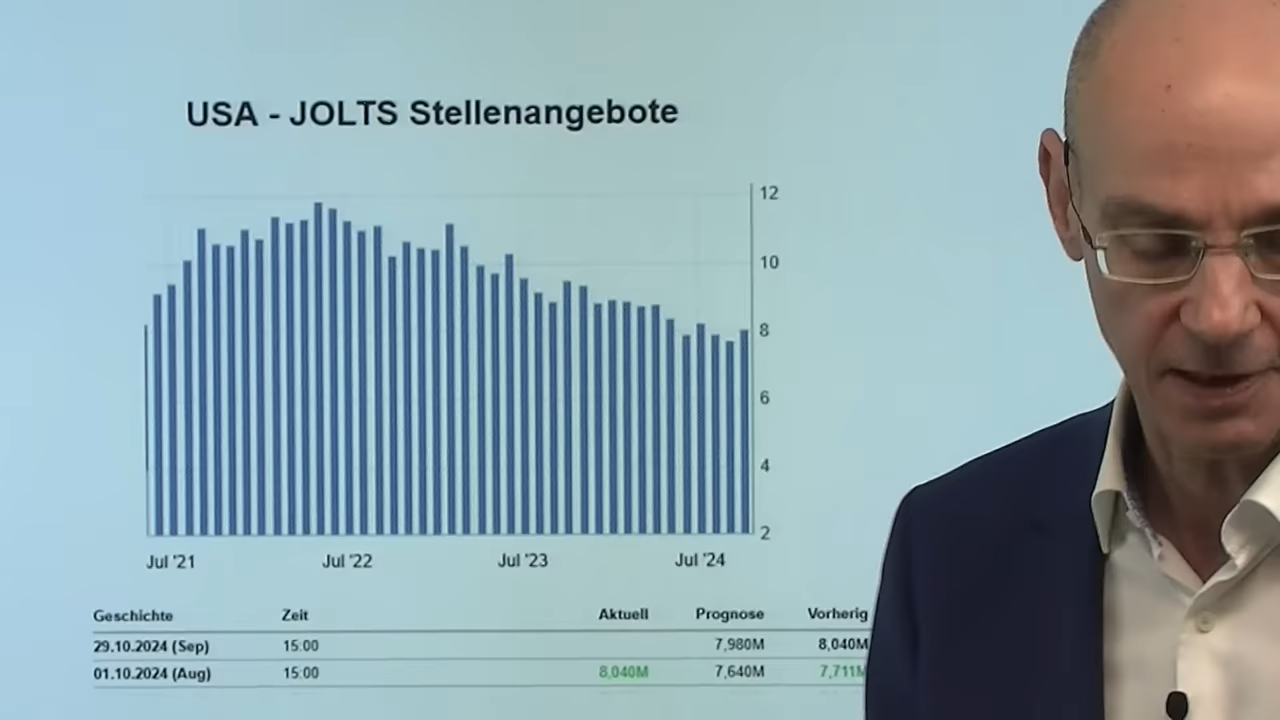 USA - JOLTS Stellenangebote
12
10
8
6
4
2
Jul '21 Jul '22 Jul '23 Jul '24
Geschichte Zeit Aktuell Prognose Vorherig
29.10.2024 (Sep) 15:00 7,980M 8,040M
01.10.2024 (Aug) 15:00 8,040M 7,640M 7,711M